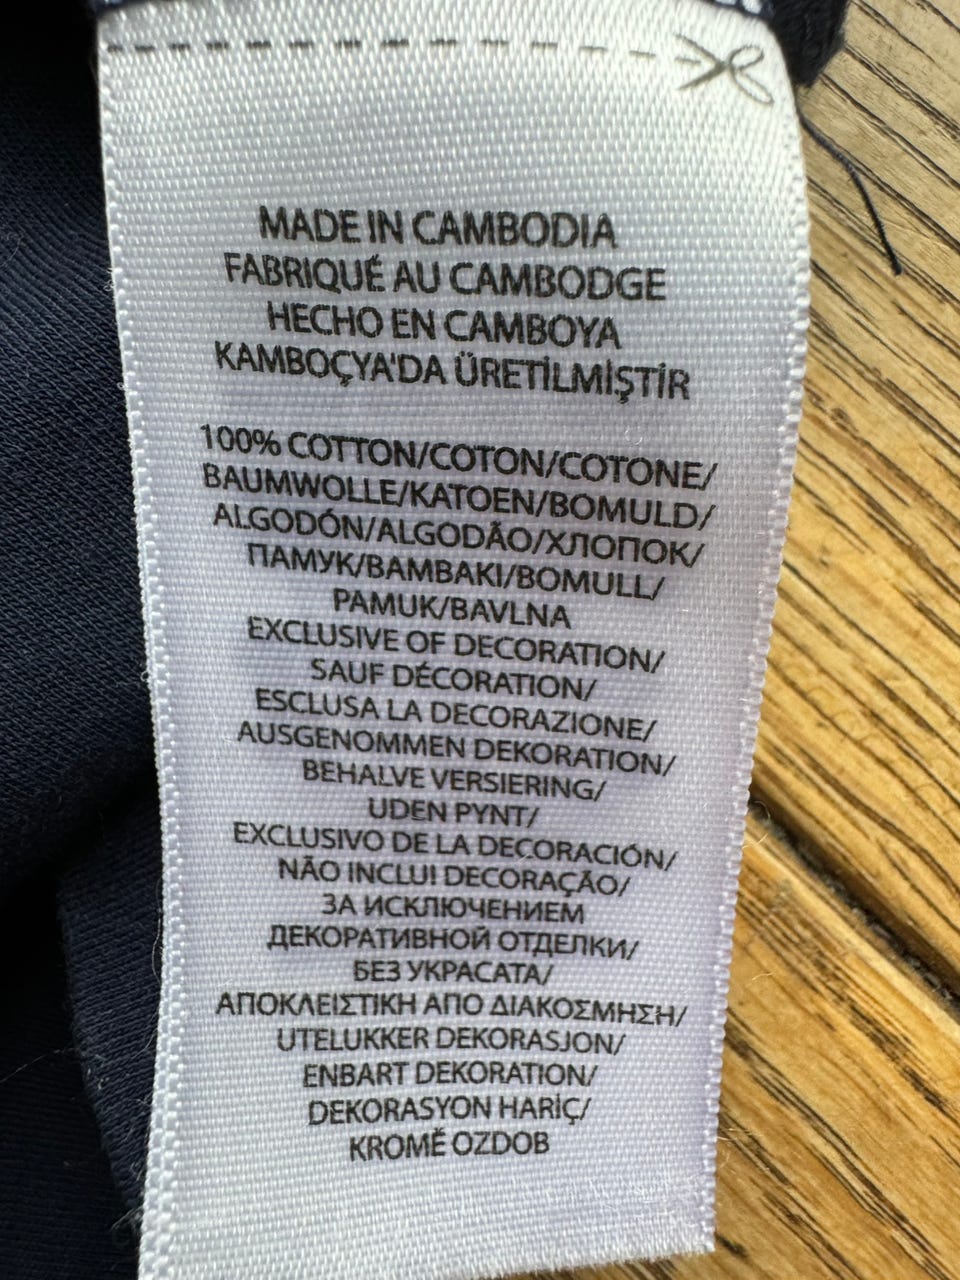 MADE IN CAMBODIA
FABRIQUÉ AU CAMBODGE
HECHO EN CAMBOYA
KAMBOÇYA'DA ÜRETİLMİŞTİR
100% COTTON/COTON/COTONE/
BAUMWOLLE/KATOEN/BOMULD/
ALGODÓN/ALGODÃO/ХЛОПОК/
ПАМУК/ΒΑΜΒΑΚΙ/BOMULL/
PAMUK/BAVLNA
EXCLUSIVE OF DECORATION/
SAUF DÉCORATION/
ESCLUSA LA DECORAZIONE/
AUSGENOMMEN DEKORATION/
BEHALVE VERSIERING/
UDEN PYNT/
EXCLUSIVO DE LA DECORACIÓN/
NÃO INCLUI DECORAÇÃO/
ЗА ИСКЛЮЧЕНИЕМ
ДЕКОРАТИВНОЙ ОТДЕЛКИ/
БЕЗ УКРАСАТА/
ΑΠΟΚΛΕΙΣΤΙΚΗ ΑΠΟ ΔΙΑΚΟΣΜΗΣΗ/
UTELUKKER DEKORASJON/
ENBART DEKORATION/
DEKORASYON HARİÇ/
KROMĚ OZDOB